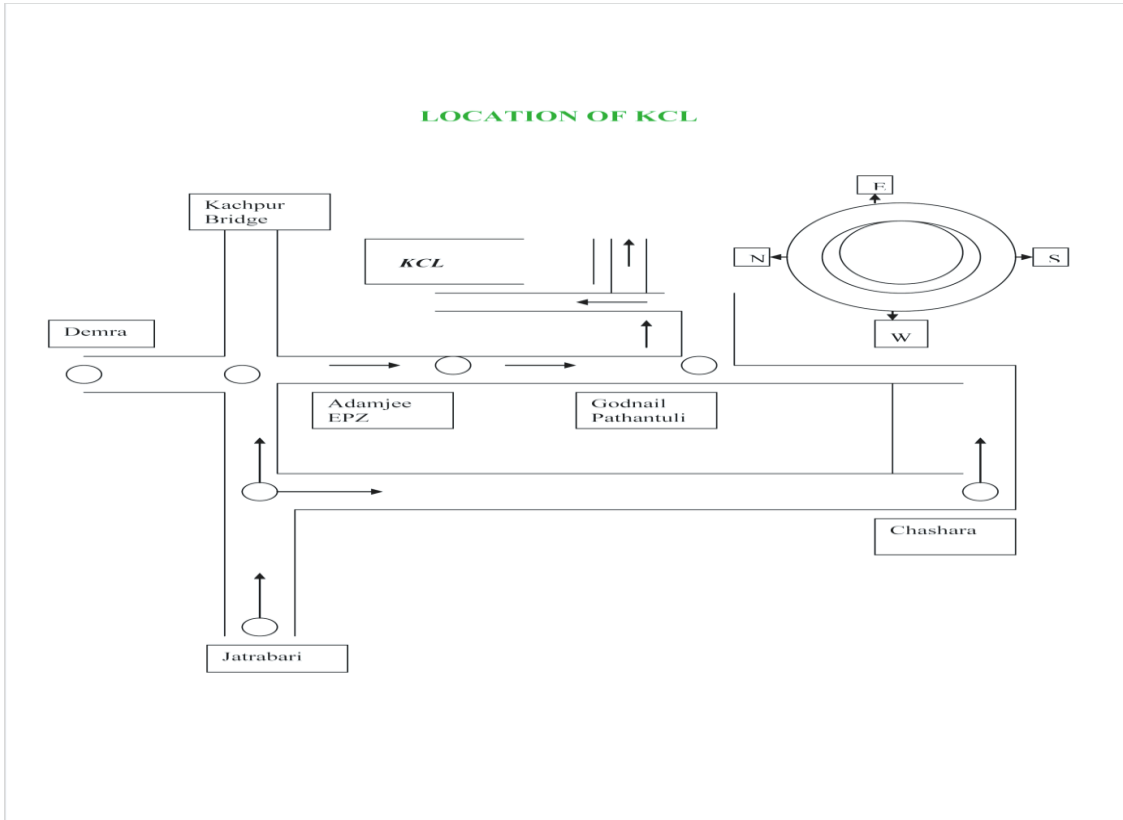 LOCATION OF KCL
E
Kachpur
Bridge
KCL
N
S
Demra
W
Adamjee
EPZ
Godnail
Pathantuli
Chashara
Jatrabari